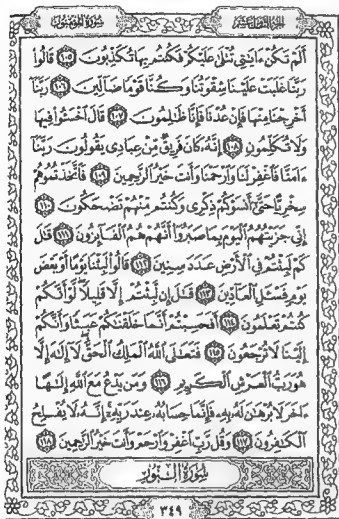 الجزء الثامن عشر سورة المؤمنون
أَلَمْ تَكُنْ ءَايَٰتِى تُتْلَىٰ عَلَيْكُمْ فَكُنتُم بِهَا تُكَذِّبُونَ ۝١٠٥ قَالُوا۟
رَبَّنَا غَلَبَتْ عَلَيْنَا شِقْوَتُنَا وَكُنَّا قَوْمًا ضَآلِّينَ ۝١٠٦ رَبَّنَآ
أَخْرِجْنَا مِنْهَا فَإِنْ عُدْنَا فَإِنَّا ظَٰلِمُونَ ۝١٠٧ قَالَ ٱخْسَـُٔوا۟ فِيهَا
وَلَا تُكَلِّمُونِ ۝١٠٨ إِنَّهُۥ كَانَ فَرِيقٌ مِّنْ عِبَادِى يَقُولُونَ رَبَّنَآ
ءَامَنَّا فَٱغْفِرْ لَنَا وَٱرْحَمْنَا وَأَنتَ خَيْرُ ٱلرَّٰحِمِينَ ۝١٠٩ فَٱتَّخَذْتُمُوهُمْ
سِخْرِيًّا حَتَّىٰٓ أَنسَوْكُمْ ذِكْرِى وَكُنتُم مِّنْهُمْ تَضْحَكُونَ ۝١١٠
إِنِّى جَزَيْتُهُمُ ٱلْيَوْمَ بِمَا صَبَرُوٓا۟ أَنَّهُمْ هُمُ ٱلْفَآئِزُونَ ۝١١١ قَٰلَ
كَمْ لَبِثْتُمْ فِى ٱلْأَرْضِ عَدَدَ سِنِينَ ۝١١٢ قَالُوا۟ لَبِثْنَا يَوْمًا أَوْ بَعْضَ
يَوْمٍ فَسْـَٔلِ ٱلْعَآدِّينَ ۝١١٣ قَٰلَ إِن لَّبِثْتُمْ إِلَّا قَلِيلًا لَّوْ أَنَّكُمْ
كُنتُمْ تَعْلَمُونَ ۝١١٤ أَفَحَسِبْتُمْ أَنَّمَا خَلَقْنَٰكُمْ عَبَثًا وَأَنَّكُمْ
إِلَيْنَا لَا تُرْجَعُونَ ۝١١٥ فَتَعَٰلَى ٱللَّهُ ٱلْمَلِكُ ٱلْحَقُّ لَآ إِلَٰهَ إِلَّا
هُوَ رَبُّ ٱلْعَرْشِ ٱلْكَرِيمِ ۝١١٦ وَمَن يَدْعُ مَعَ ٱللَّهِ إِلَٰهًا
ءَاخَرَ لَا بُرْهَٰنَ لَهُۥ بِهِۦ فَإِنَّمَا حِسَابُهُۥ عِندَ رَبِّهِۦٓ إِنَّهُۥ لَا يُفْلِحُ
ٱلْكَٰفِرُونَ ۝١١٧ وَقُل رَّبِّ ٱغْفِرْ وَٱرْحَمْ وَأَنتَ خَيْرُ ٱلرَّٰحِمِينَ ۝١١٨
سُورَةُ ٱلنُّورِ
٣٤٩